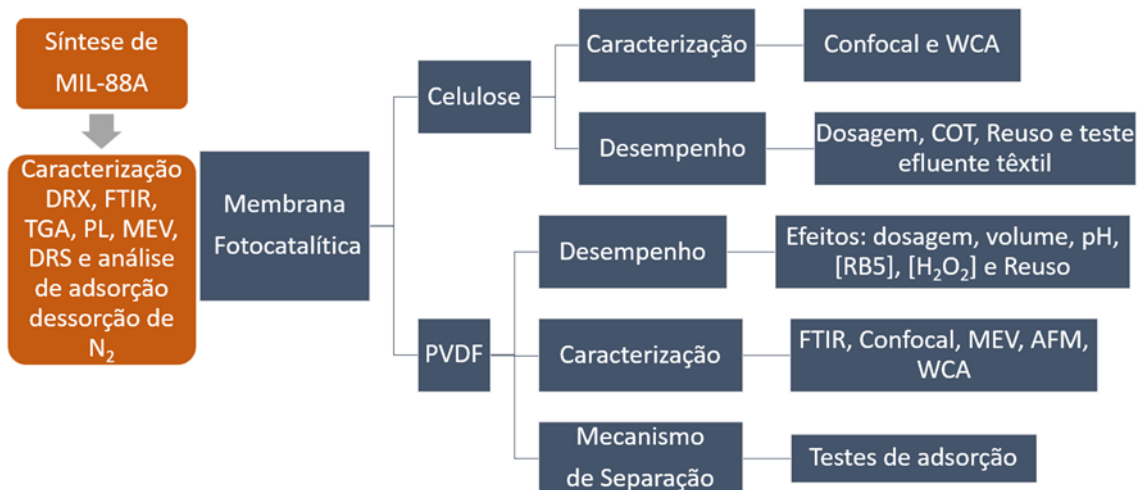 Síntese de
MIL-88A
Caracterização
DRX, FTIR,
TGA, PL, MEV,
DRS e análise
de adsorção
dessorção de
N₂
Membrana
Fotocatalítica
Celulose
Caracterização
Confocal e WCA
Desempenho
Dosagem, COT, Reuso e teste
efluente têxtil
PVDF
Desempenho
Efeitos: dosagem, volume, pH,
[RB5], [H₂O₂] e Reuso
Caracterização
FTIR, Confocal, MEV, AFM,
WCA
Mecanismo
de Separação
Testes de adsorção